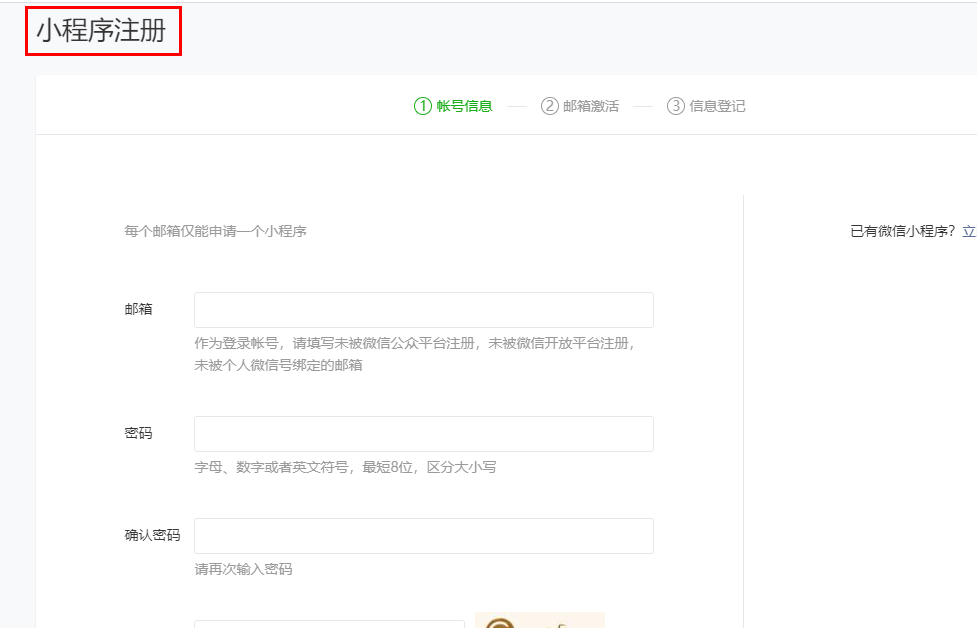 小程序注册
① 帐号信息 ② 邮箱激活 ③ 信息登记
每个邮箱仅能申请一个小程序
已有微信小程序？立
邮箱
作为登录帐号，请填写未被微信公众平台注册，未被微信开放平台注册，
未被个人微信号绑定的邮箱
密码
字母、数字或者英文符号，最短8位，区分大小写
确认密码
请再次输入密码